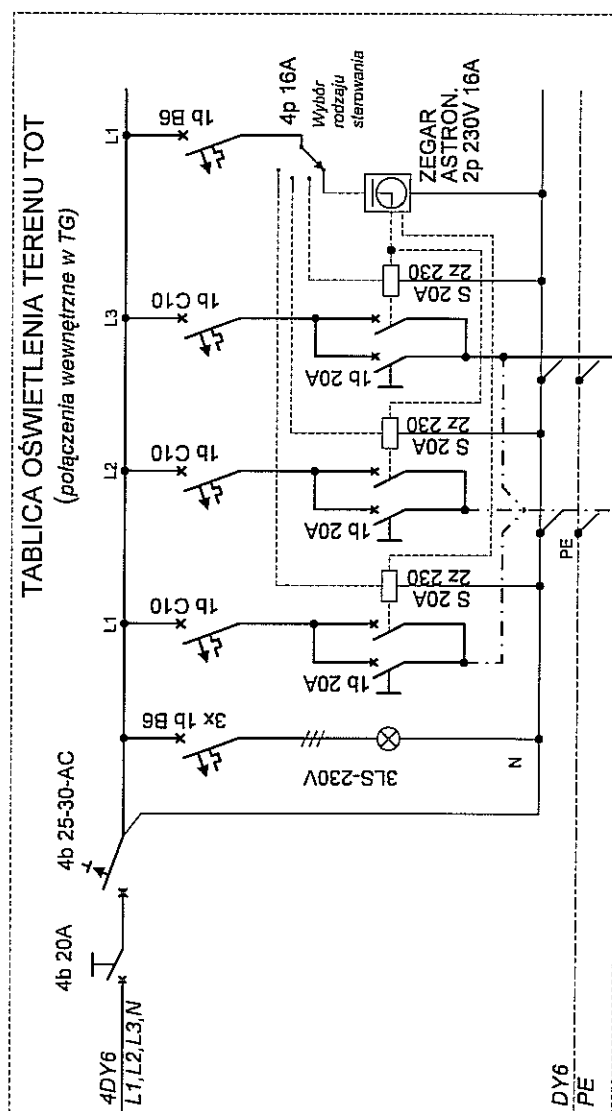 TABLICA OŚWIETLENIA TERENU TOT
(połączenia wewnętrzne w TG)
4DY6
L1,L2,L3,N
4b 20A
4b 25-30-AC
3x 1b B6
3LS-230V
N
L1
1b C10
1b 20A
2z 230
S 20A
L2
1b C10
1b 20A
2z 230
S 20A
L3
1b C10
1b 20A
2z 230
S 20A
L1
1b B6
4p 16A
Wybór
rodzaju
sterowania
ZEGAR
ASTRON.
2p 230V 16A
PE
DY6
PE